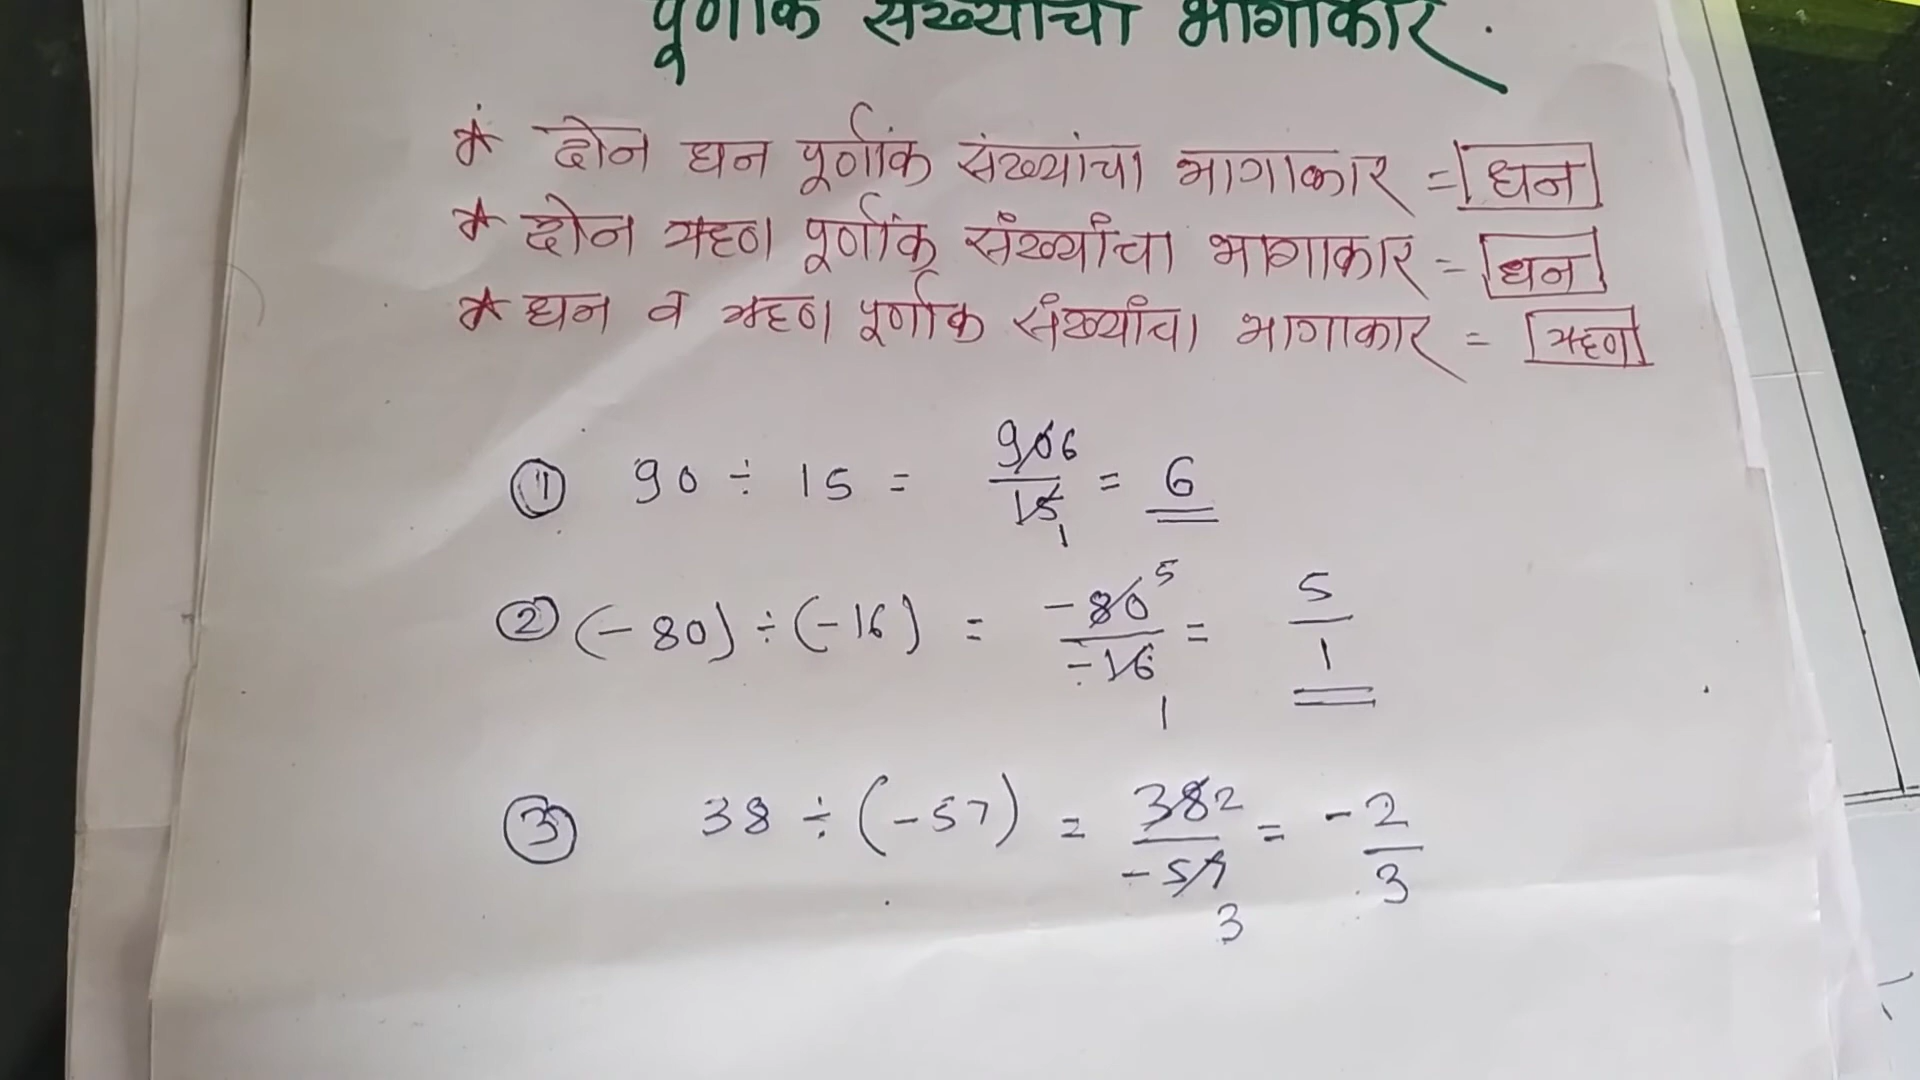 पूर्णांक संख्यांचा भागाकार.
* दोन धन पूर्णांक संख्यांचा भागाकार = धन
* दोन ऋण पूर्णांक संख्यांचा भागाकार = धन
* धन व ऋण पूर्णांक संख्यांचा भागाकार = ऋण
① 90 ÷ 15 = 90 6 / 15 1 = 6
② (-80) ÷ (-16) = -80 5 / -16 1 = 5/1
③ 38 ÷ (-57) = 38 2 / -57 3 = -2/3